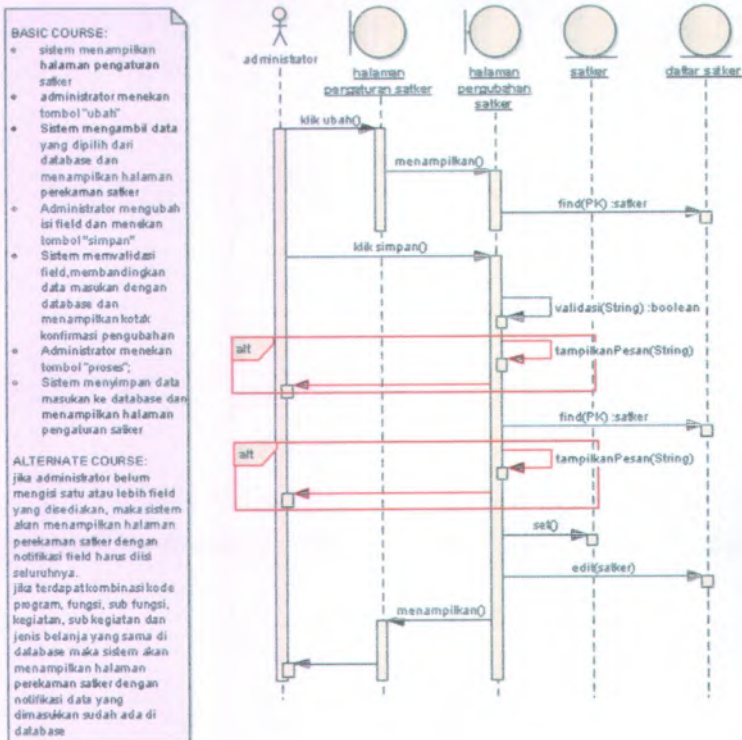 BASIC COURSE:
sistem menampilkan
halaman pengaturan
satker
administrator menekan
tombol "ubah"
Sistem mengambil data
yang dipilih dari
database dan
menampilkan halaman
perekaman satker
Administrator mengubah
isi field dan menekan
tombol "simpan"
Sistem memvalidasi
field,membandingkan
data masukan dengan
database dan
menampilkan kotak
konfirmasi pengubahan
Administrator menekan
tombol "proses";
Sistem menyimpan data
masukan ke database dan
menampilkan halaman
pengaturan satker
ALTERNATE COURSE:
jika administrator belum
mengisi satu atau lebih field
yang disediakan, maka sistem
akan menampilkan halaman
perekaman satker dengan
notifikasi field harus diisi
seluruhnya.
jika terdapat kombinasi kode
program, fungsi, sub fungsi,
kegiatan, sub kegiatan dan
jenis belanja yang sama di
database maka sistem akan
menampilkan halaman
perekaman satker dengan
notifikasi data yang
dimasukkan sudah ada di
database
administrator
halaman
pengaturan satker
halaman
pengubahan
satker
satker
daftar satker
klik ubah()
menampilkan()
find(PK) :satker
klik simpan()
validasi(String) :boolean
alt
tampilkanPesan(String)
find(PK) :satker
alt
tampilkanPesan(String)
set()
edit(satker)
menampilkan()